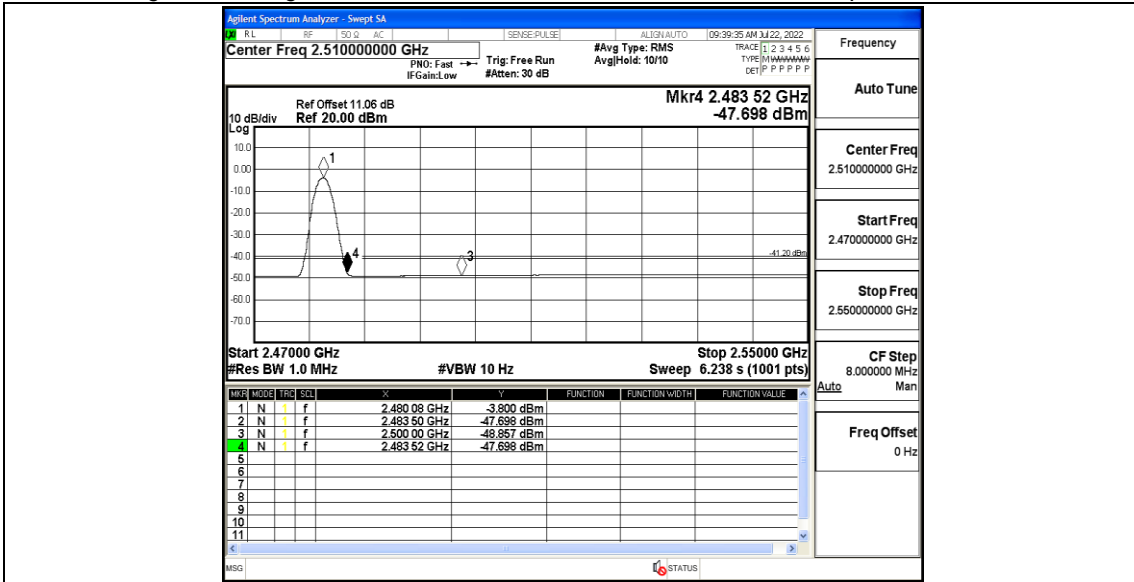 Agilent Spectrum Analyzer - Swept SA
RL RF 50 Ω AC SENSE:PULSE ALIGNAUTO 09:39:35 AM Jul 22, 2022
Center Freq 2.510000000 GHz
PNO: Fast
IFGain:Low
Trig: Free Run
#Atten: 30 dB
#Avg Type: RMS
Avg|Hold: 10/10
TRACE 1 2 3 4 5 6
TYPE M WWWWW
DET P P P P P P
Mkr4 2.483 52 GHz
-47.698 dBm
Ref Offset 11.06 dB
10 dB/div Ref 20.00 dBm
Log
10.0
0.00
-10.0
-20.0
-30.0
-40.0
-50.0
-60.0
-70.0
1
4
3
-41.20 dBm
Start 2.47000 GHz Stop 2.55000 GHz
#Res BW 1.0 MHz #VBW 10 Hz Sweep 6.238 s (1001 pts)
MKR MODE TRC SCL X Y FUNCTION FUNCTION WIDTH FUNCTION VALUE
1 N 1 f 2.480 08 GHz -3.800 dBm
2 N 1 f 2.483 50 GHz -47.698 dBm
3 N 1 f 2.500 00 GHz -48.857 dBm
4 N 1 f 2.483 52 GHz -47.698 dBm
5
6
7
8
9
10
11
MSG STATUS
Frequency
Auto Tune
Center Freq
2.510000000 GHz
Start Freq
2.470000000 GHz
Stop Freq
2.550000000 GHz
CF Step
8.000000 MHz
Auto Man
Freq Offset
0 Hz